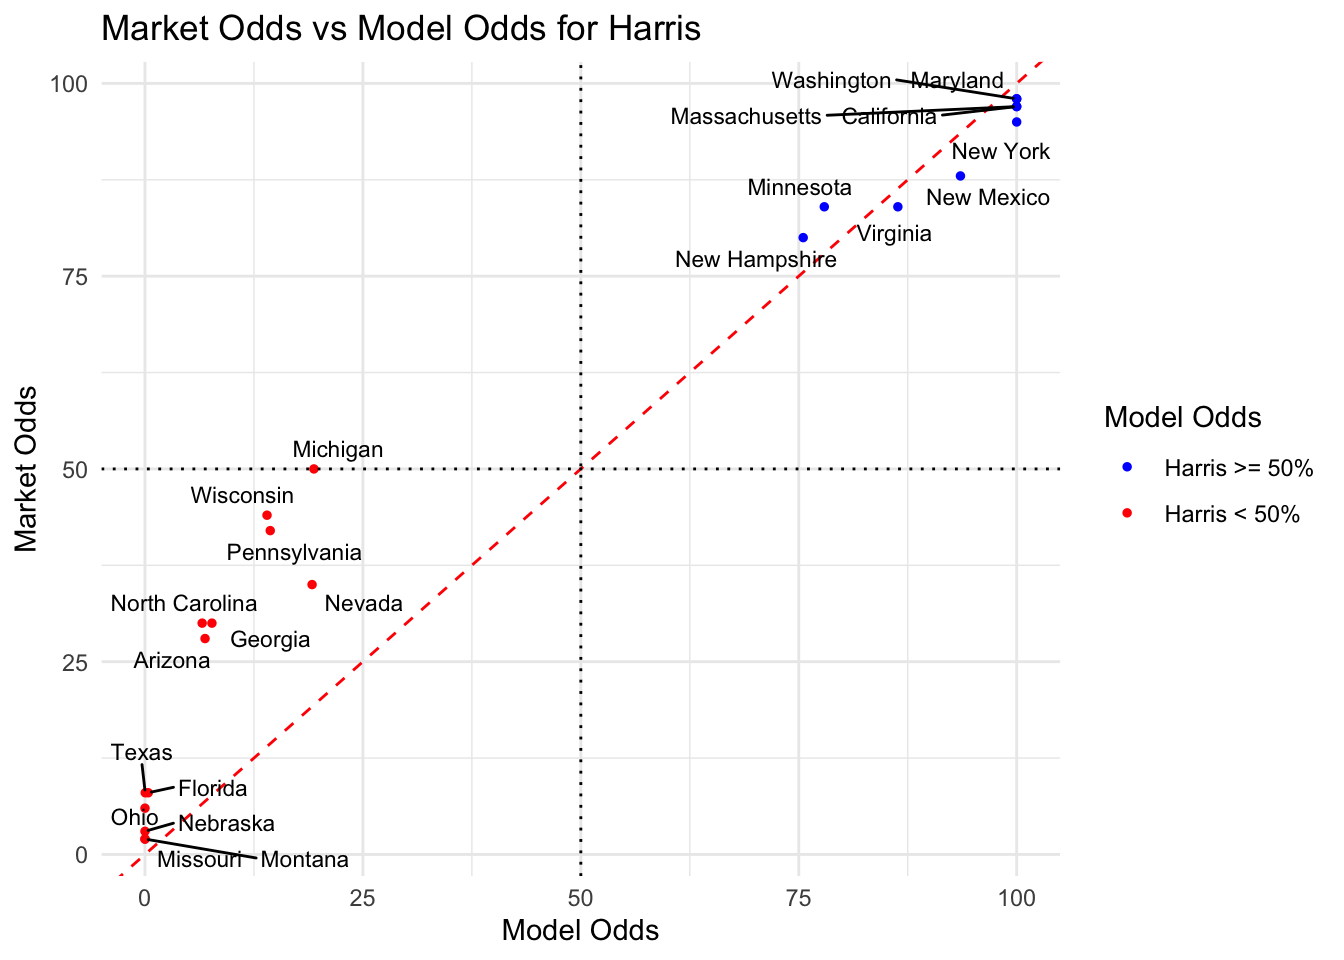 Market Odds vs Model Odds for Harris
Market Odds
100
75
50
25
0
Washington
Maryland
Massachusetts
California
New York
Minnesota
New Mexico
Virginia
New Hampshire
Michigan
Wisconsin
Pennsylvania
North Carolina
Nevada
Georgia
Arizona
Texas
Florida
Ohio
Nebraska
Missouri
Montana
0
25
50
75
100
Model Odds
Model Odds
Harris >= 50%
Harris < 50%